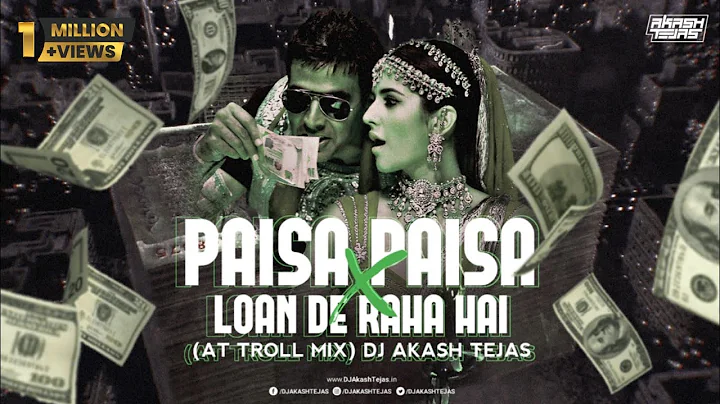 1 MILLION
+VIEWS
AKASH
TEJAS
PAISA X PAISA
LOAN DE RAHA HAI
(AT TROLL MIX) DJ AKASH TEJAS
www.DJAkashTejas.in
/DJAKASHTEJAS /DJAKASHTEJAS /DJAKASHTEJAS
100